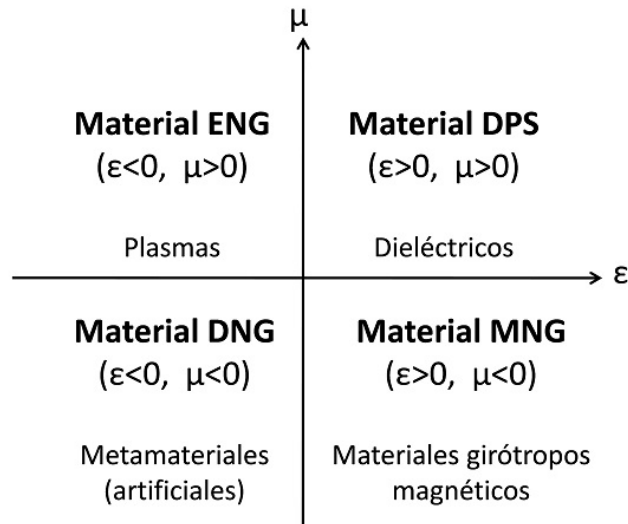 μ
Material ENG
(ε<0, μ>0)
Plasmas
Material DPS
(ε>0, μ>0)
Dieléctricos
ε
Material DNG
(ε<0, μ<0)
Metamateriales
(artificiales)
Material MNG
(ε>0, μ<0)
Materiales girótropos
magnéticos